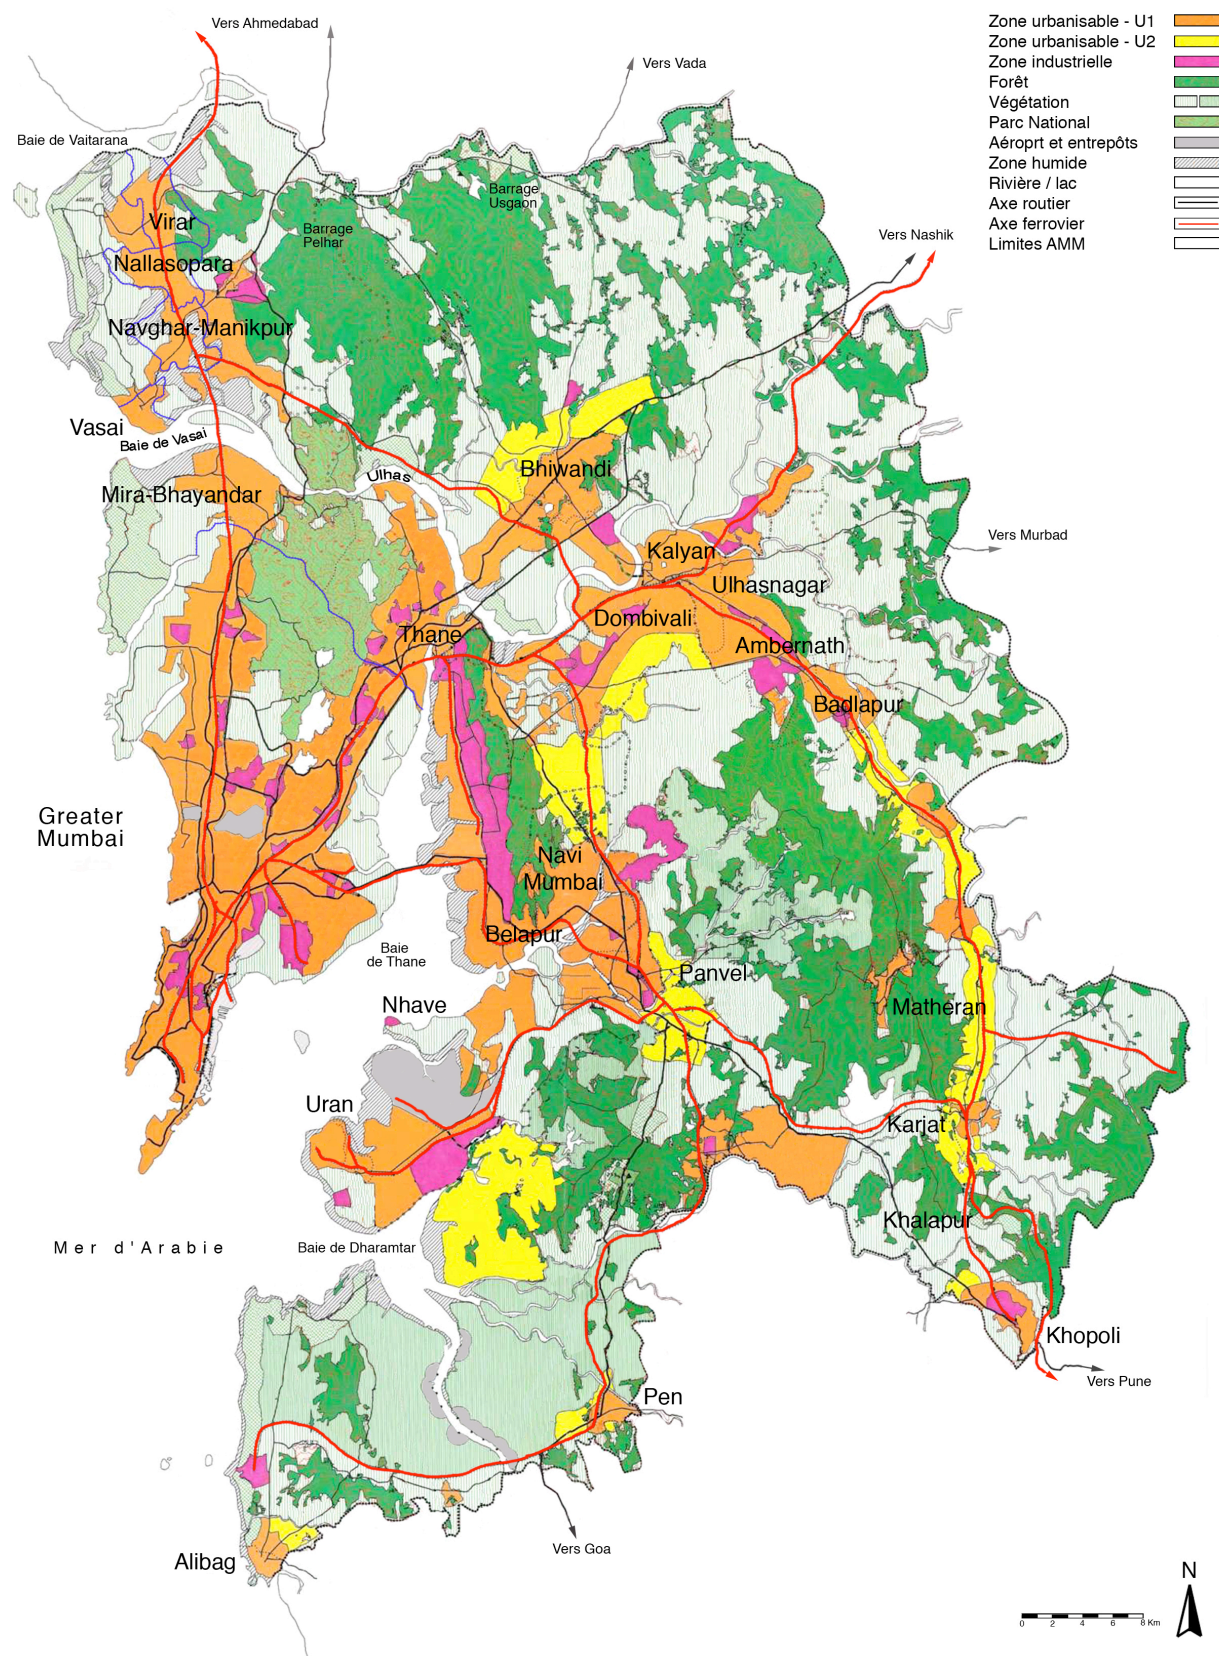 Vers Ahmedabad
Vers Vada
Zone urbanisable - U1
Zone urbanisable - U2
Zone industrielle
Forêt
Végétation
Parc National
Aéroprt et entrepôts
Zone humide
Rivière / lac
Axe routier
Axe ferrovier
Limites AMM
Baie de Vaitarana
Barrage
Usgaon
Barrage
Pelhar
Vers Nashik
Virar
Nallasopara
Navghar-Manikpur
Vasai
Baie de Vasai
Ulhas
Bhiwandi
Mira-Bhayandar
Vers Murbad
Kalyan
Ulhasnagar
Dombivali
Thane
Ambernath
Badlapur
Greater
Mumbai
Navi
Mumbai
Belapur
Baie
de Thane
Panvel
Nhave
Matheran
Uran
Karjat
Khalapur
Mer d'Arabie
Baie de Dharamtar
Khopoli
Vers Pune
Pen
Vers Goa
Alibag
N
0 2 4 6 8 Km